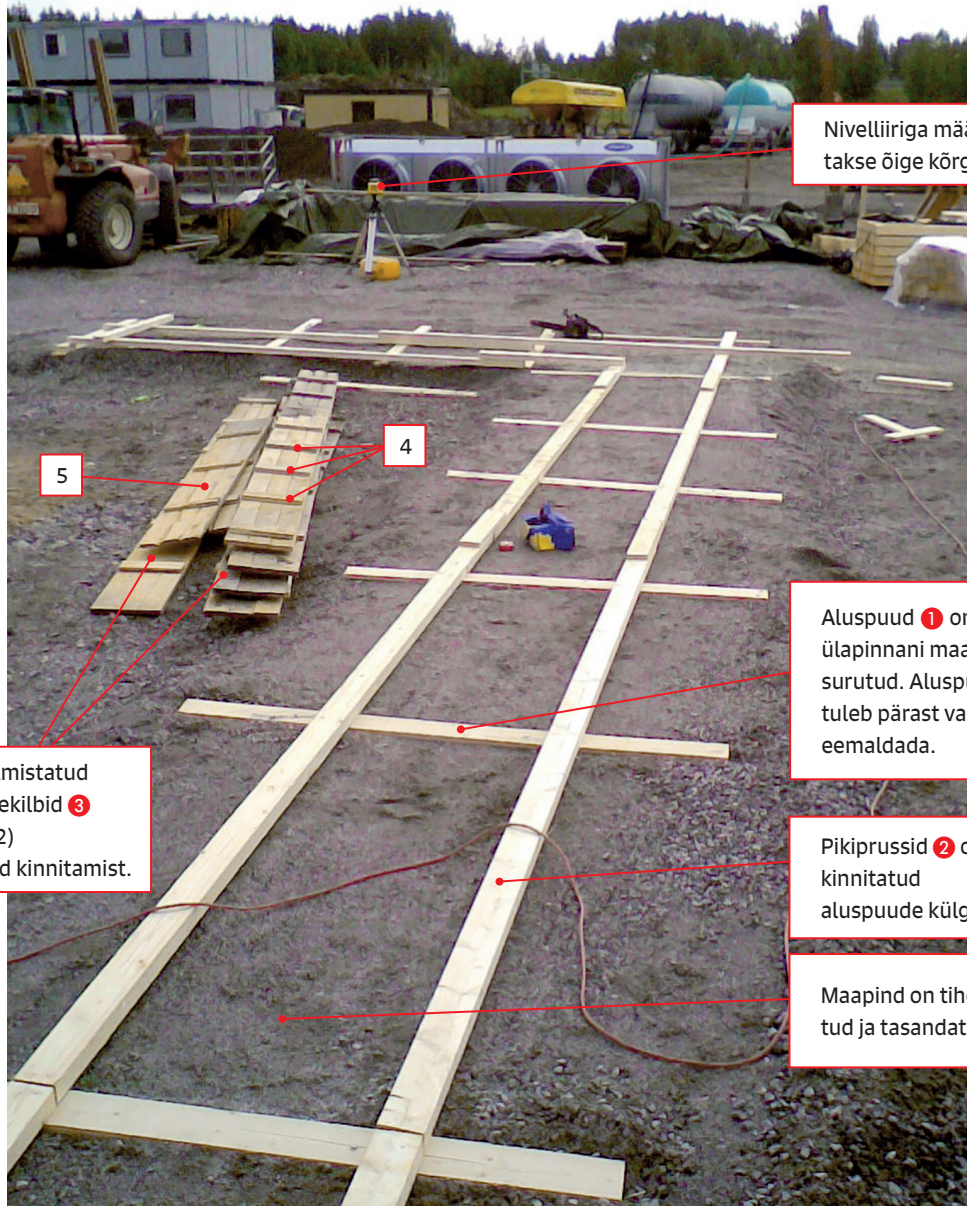 Nivelliiriga mää
takse õige kõrg
4
5
Aluspuud 1 on
ülapinnani maa
surutud. Aluspu
tuleb pärast va
eemaldada.
mistatud
ekilbid 3
2)
d kinnitamist.
Pikiprussid 2 o
kinnitatud
aluspuude külg
Maapind on tihe
tud ja tasandat